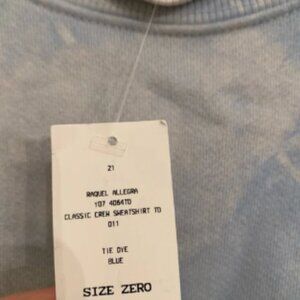 21
RAQUEL ALLEGRA
Y07 4064TD
CLASSIC CREW SWEATSHIRT TD
011
TIE DYE
BLUE
SIZE ZERO